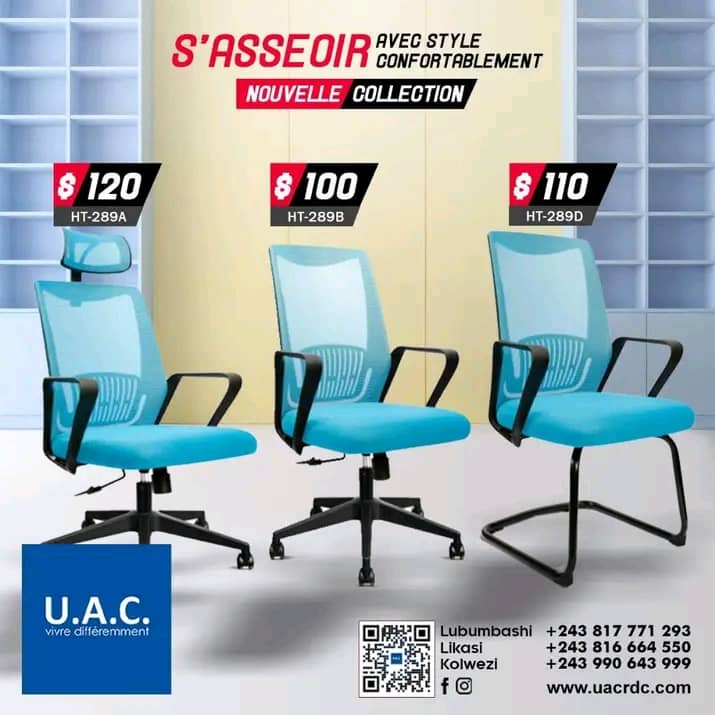 S'ASSEOIR AVEC STYLE
CONFORTABLEMENT
NOUVELLE COLLECTION
$ 120
HT-289A
$ 100
HT-289B
$ 110
HT-289D
U.A.C.
vivre différemment
Lubumbashi +243 817 771 293
Likasi +243 816 664 550
Kolwezi +243 990 643 999
www.uacrdc.com